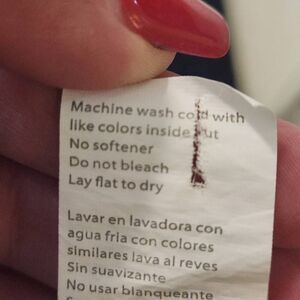 Machine wash cold with
like colors inside out
No softener
Do not bleach
Lay flat to dry
Lavar en lavadora con
agua fria con colores
similares lava al reves
Sin suavizante
No usar blanqueante